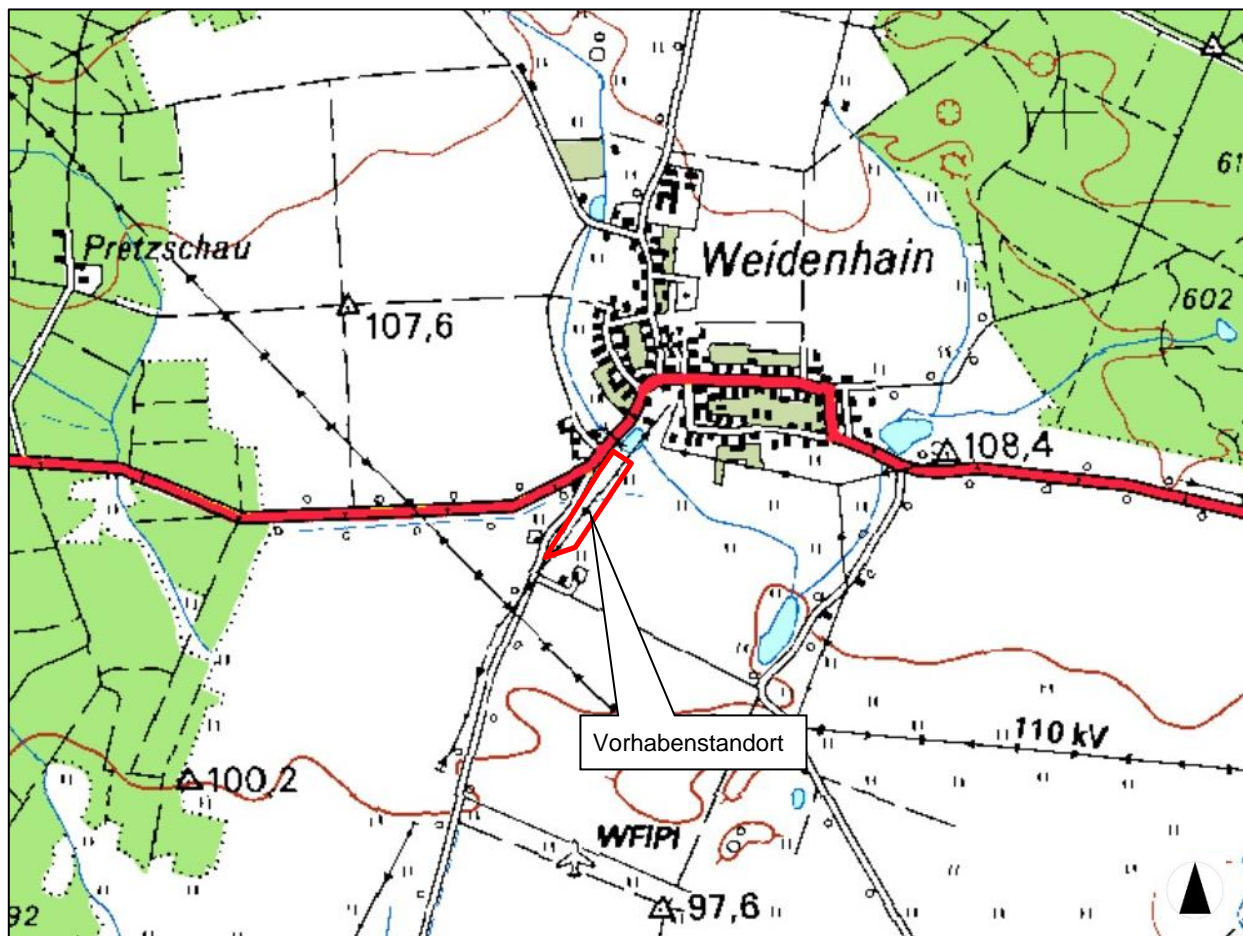 61
Pretzschau
Weidenhain
602
107,6
108,4
Vorhabenstandort
110 kV
100,2
WFlPl
97,6
92